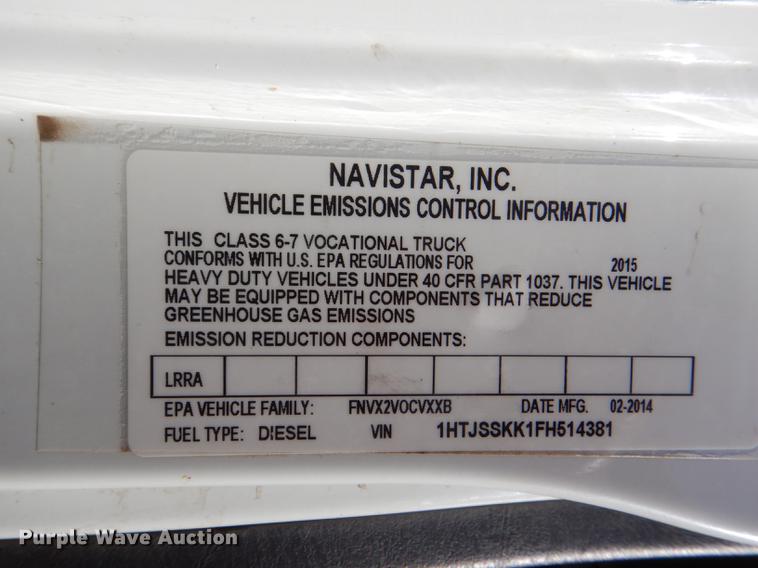 NAVISTAR, INC.
VEHICLE EMISSIONS CONTROL INFORMATION
THIS CLASS 6-7 VOCATIONAL TRUCK
CONFORMS WITH U.S. EPA REGULATIONS FOR 2015
HEAVY DUTY VEHICLES UNDER 40 CFR PART 1037. THIS VEHICLE
MAY BE EQUIPPED WITH COMPONENTS THAT REDUCE
GREENHOUSE GAS EMISSIONS
EMISSION REDUCTION COMPONENTS:
LRRA
EPA VEHICLE FAMILY: FNVX2VOCVXXB DATE MFG. 02-2014
FUEL TYPE: DIESEL VIN 1HTJSSKK1FH514381
Purple Wave Auction